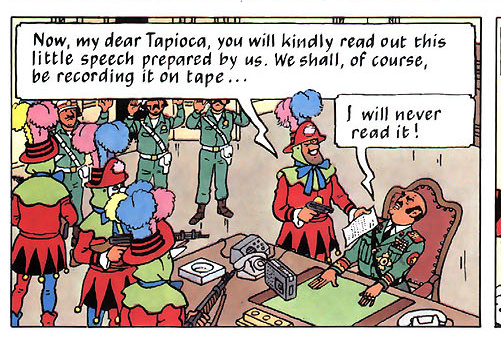 Now, my dear Tapioca, you will kindly read out this
little speech prepared by us. We shall, of course,
be recording it on tape...
I will never
read it!